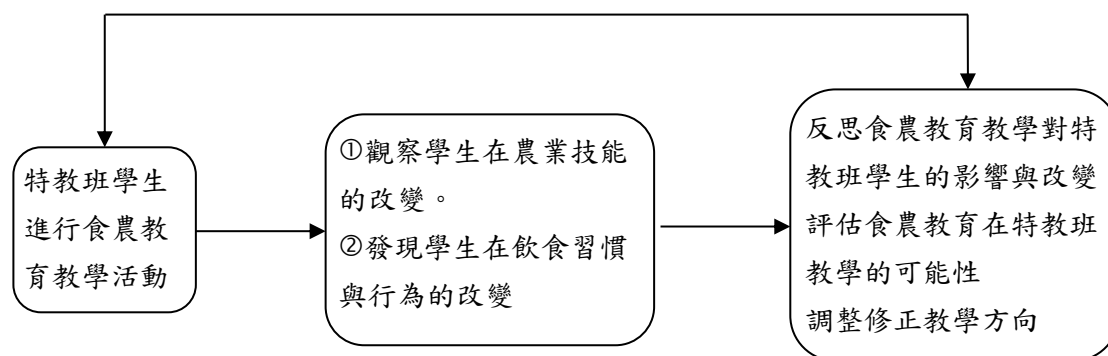 特教班學生
進行食農教
育教學活動
①觀察學生在農業技能
的改變。
②發現學生在飲食習慣
與行為的改變
反思食農教育教學對特
教班學生的影響與改變
評估食農教育在特教班
教學的可能性
調整修正教學方向